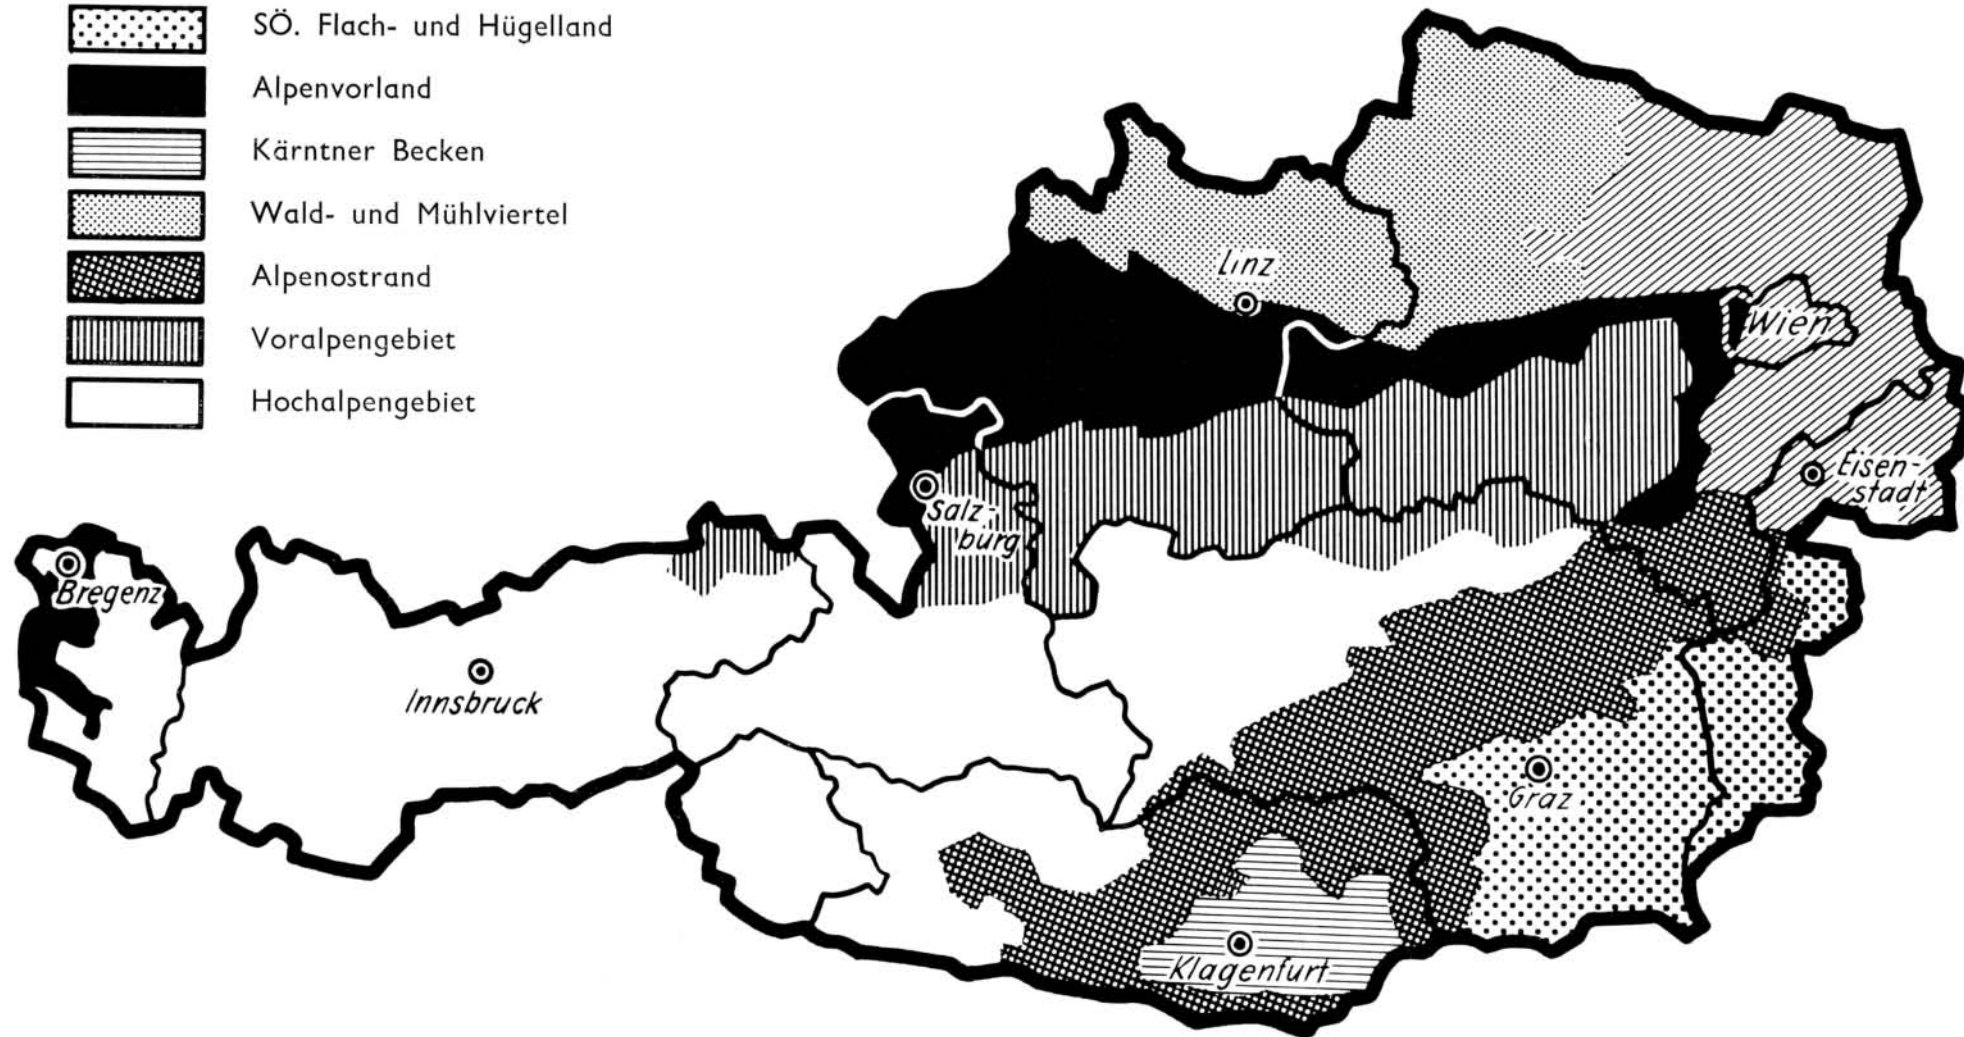 SÖ. Flach- und Hügelland
Alpenvorland
Kärntner Becken
Wald- und Mühlviertel
Alpenostrand
Voralpengebiet
Hochalpengebiet
Linz
Wien
Eisen-
stadt
Salz-
burg
Bregenz
Innsbruck
Graz
Klagenfurt